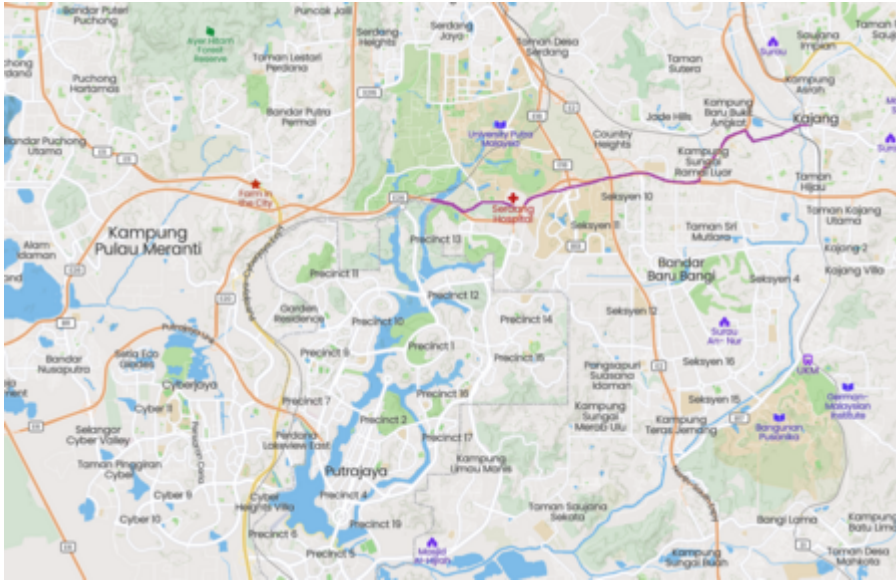 Bandar Puteri
Puchong
Puncak Jalil
Serdang
Heights
Serdang
Jaya
Taman Desa
Serdang
Saujana
Impian
Surau
Ayer Hitam
Forest
Reserve
Taman Lestari
Perdana
Taman
Sutera
Kampung
Asrah
Puchong
Hartamas
E26
Bandar Putra
Permai
E18
E2
Jade Hills
Kampung
Baru Bukit
Angkat
Kajang
Bandar Puchong
Utama
University Putra
Malaysia
Country
Heights
Kampung
Sungai
Ramal Luar
Farm in
the City
E26
E18
Seksyen 10
Taman
Hijau
Serdang
Hospital
Kampung
Pulau Meranti
Precinct 13
Seksyen 11
Taman Sri
Mutiara
Taman Kajang
Utama
Alam
Idaman
Kajang 2
Kajang Villa
Precinct 11
Bandar
Baru Bangi
Seksyen 4
Precinct 12
Garden
Residence
Precinct 10
Precinct 14
Seksyen 12
Surau
An- Nur
Bandar
Nusaputra
Setia Eco
Glades
Cyberjaya
Precinct 9
Precinct 1
Precinct 15
Seksyen 16
Pangsapuri
Suasana
Idaman
UKM
Cyber 11
Precinct 7
Precinct 16
Seksyen 15
German-
Malaysian
Institute
Precinct 2
Kampung
Sungai
Merab Ulu
Kampung
Teras Jernang
Bangunan
Pusanika
Selangor
Cyber Valley
Perdana
Lakeview East
Precinct 17
Kampung
Limau Manis
Taman Pinggiran
Cyber
Putrajaya
Cyber 9
Cyber
Heights Villa
Precinct 4
Cyber 10
Taman Saujana
Sekata
Precinct 19
Bangi Lama
Kampung
Batu
Precinct 6
Precinct 5
Masjid
Al-Hijrah
Kampung
Sungai Buah
Taman Desa
Mahkota